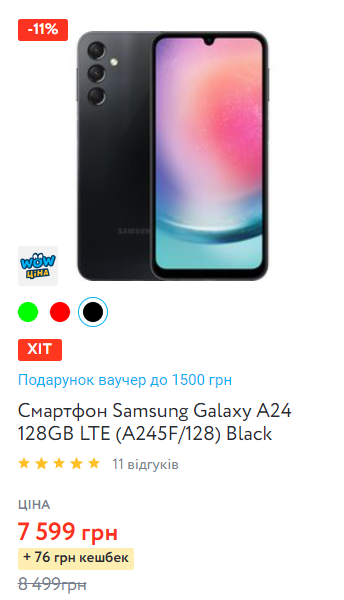 -11%
SAMSUNG
WOW
ЦІНА
ХІТ
Подарунок ваучер до 1500 грн
Смартфон Samsung Galaxy A24
128GB LTE (A245F/128) Black
11 відгуків
ЦІНА
7 599 грн
+ 76 грн кешбек
8 499грн